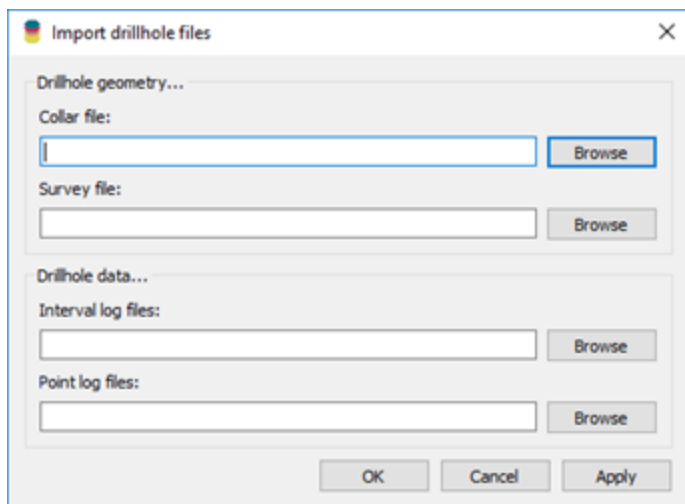 Import drillhole files
Drillhole geometry...
Collar file:
Browse
Survey file:
Browse
Drillhole data...
Interval log files:
Browse
Point log files:
Browse
OK Cancel Apply